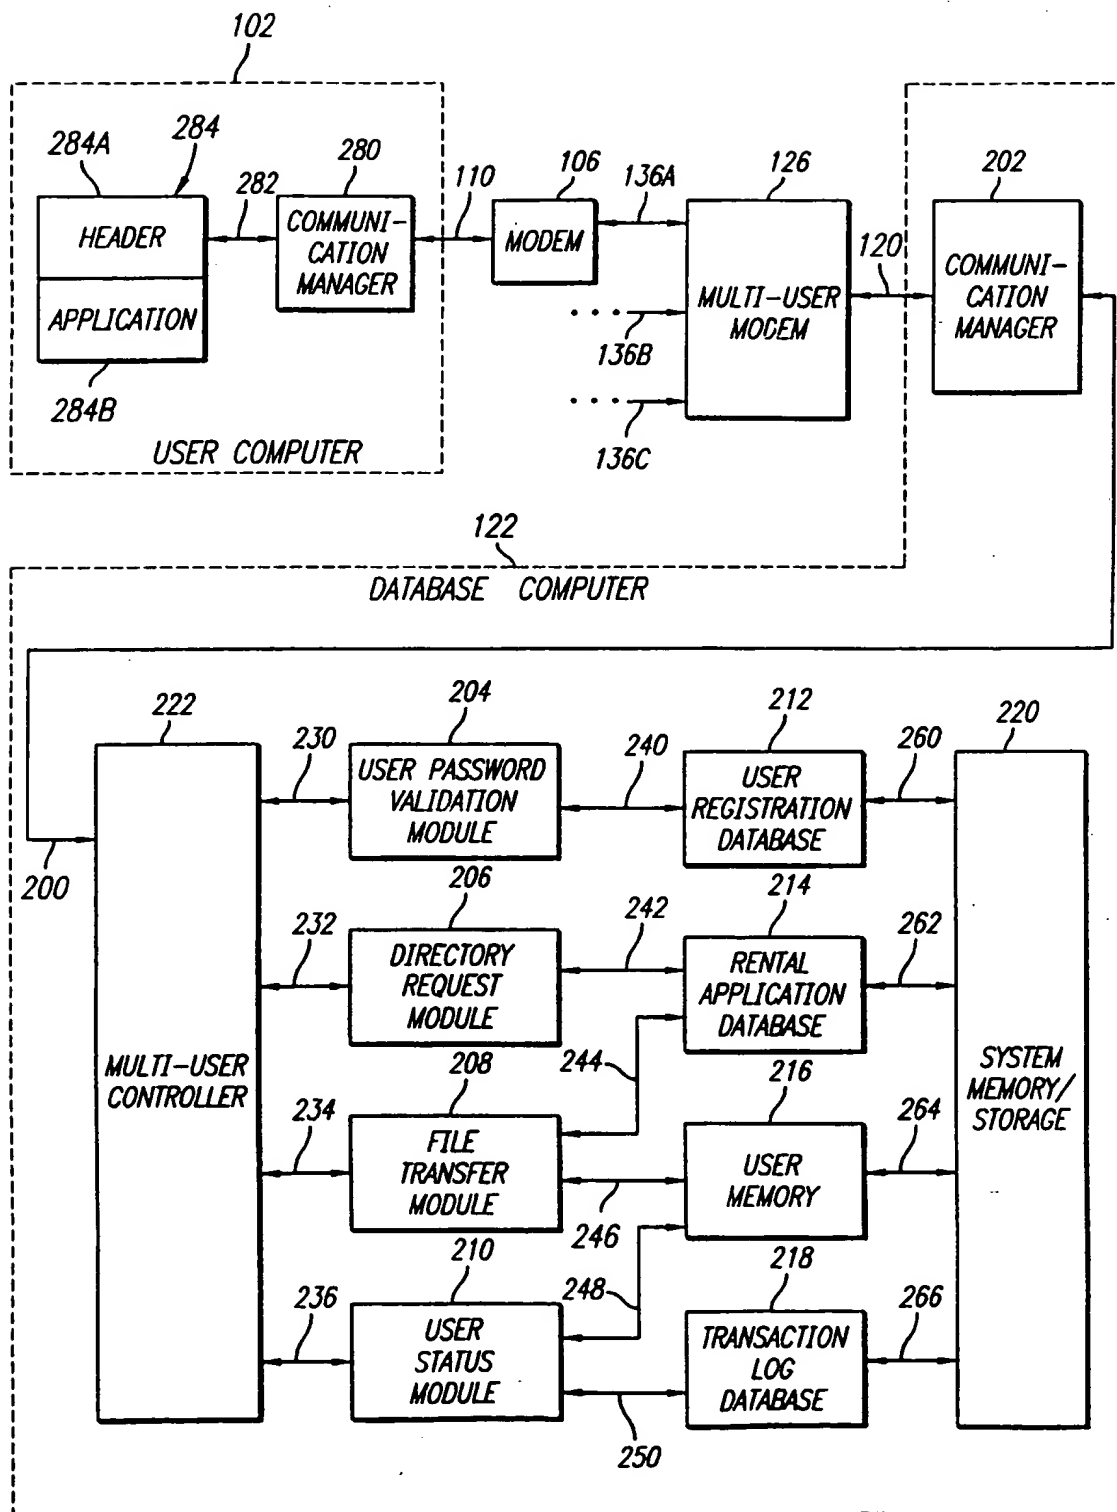 102
284A
284
282
280
110
106
136A
126
202
HEADER
APPLICATION
COMMUNI-
CATION
MANAGER
MODEM
136B
136C
MULTI-USER
MODEM
120
COMMUNI-
CATION
MANAGER
284B
USER COMPUTER
122
DATABASE COMPUTER
222
230
204
240
212
260
220
USER PASSWORD
VALIDATION
MODULE
USER
REGISTRATION
DATABASE
200
232
206
242
214
262
DIRECTORY
REQUEST
MODULE
RENTAL
APPLICATION
DATABASE
MULTI-USER
CONTROLLER
SYSTEM
MEMORY/
STORAGE
234
208
244
216
264
FILE
TRANSFER
MODULE
USER
MEMORY
246
236
210
248
218
266
USER
STATUS
MODULE
TRANSACTION
LOG
DATABASE
250